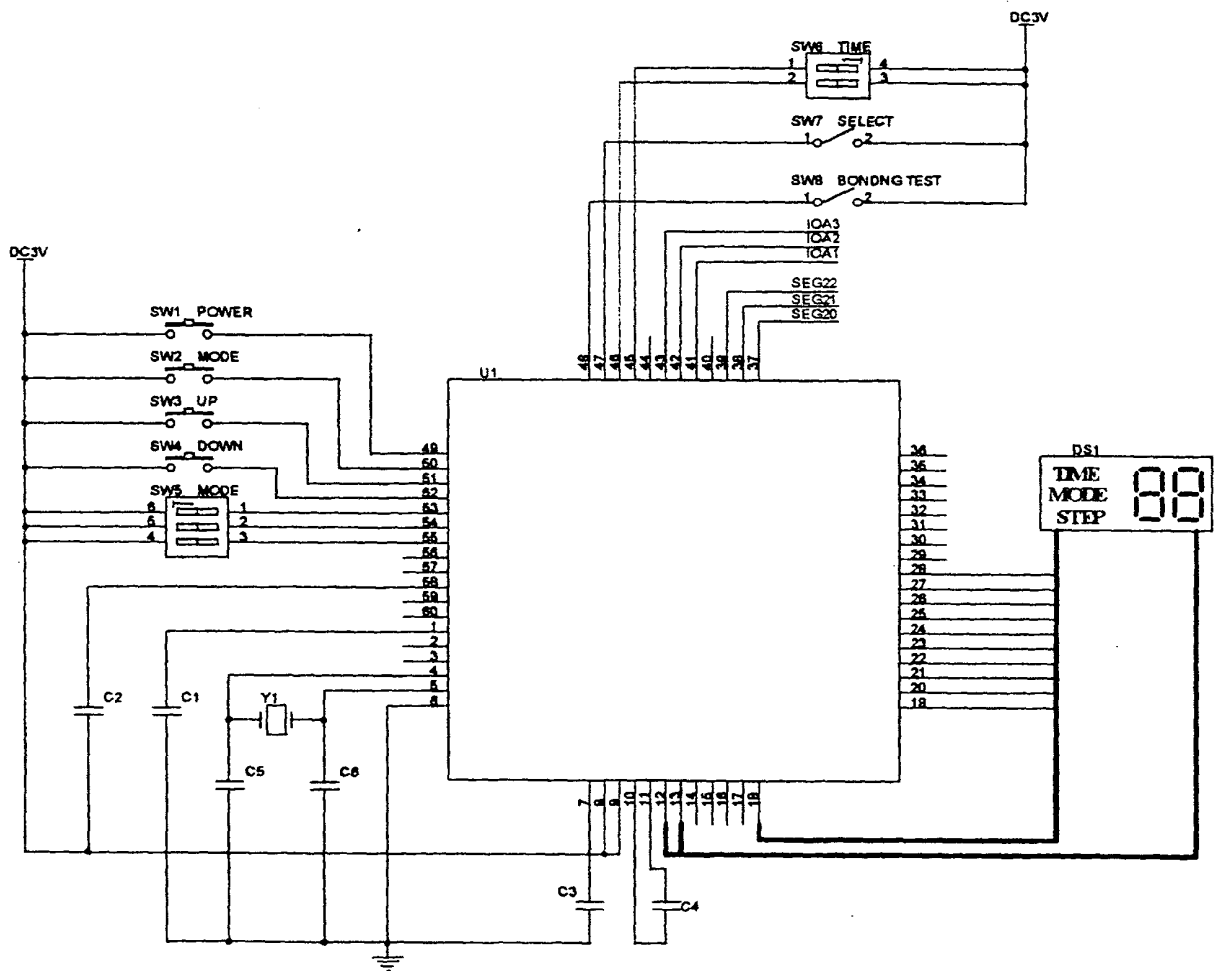 DC3V
SW6 TIME
1 4
2 3
SW7 SELECT
1 2
SW8 BONDNG TEST
1 2
IOA3
IOA2
IOA1
SEG22
SEG21
SEG20
DC3V
SW1 POWER
SW2 MODE
SW3 UP
SW4 DOWN
SW5 MODE
6 1
5 2
4 3
48 47 46 45 44 43 42 41 40 39 38 37
U1
49
50
51
52
53
54
55
56
57
58
59
60
1
2
3
4
5
6
36
35
34
33
32
31
30
29
28
27
26
25
24
23
22
21
20
19
DS1
TIME
MODE
STEP
88
C2
C1
Y1
C5
C6
7 8 9 10 11 12 13 14 15 16 17 18
C3
C4